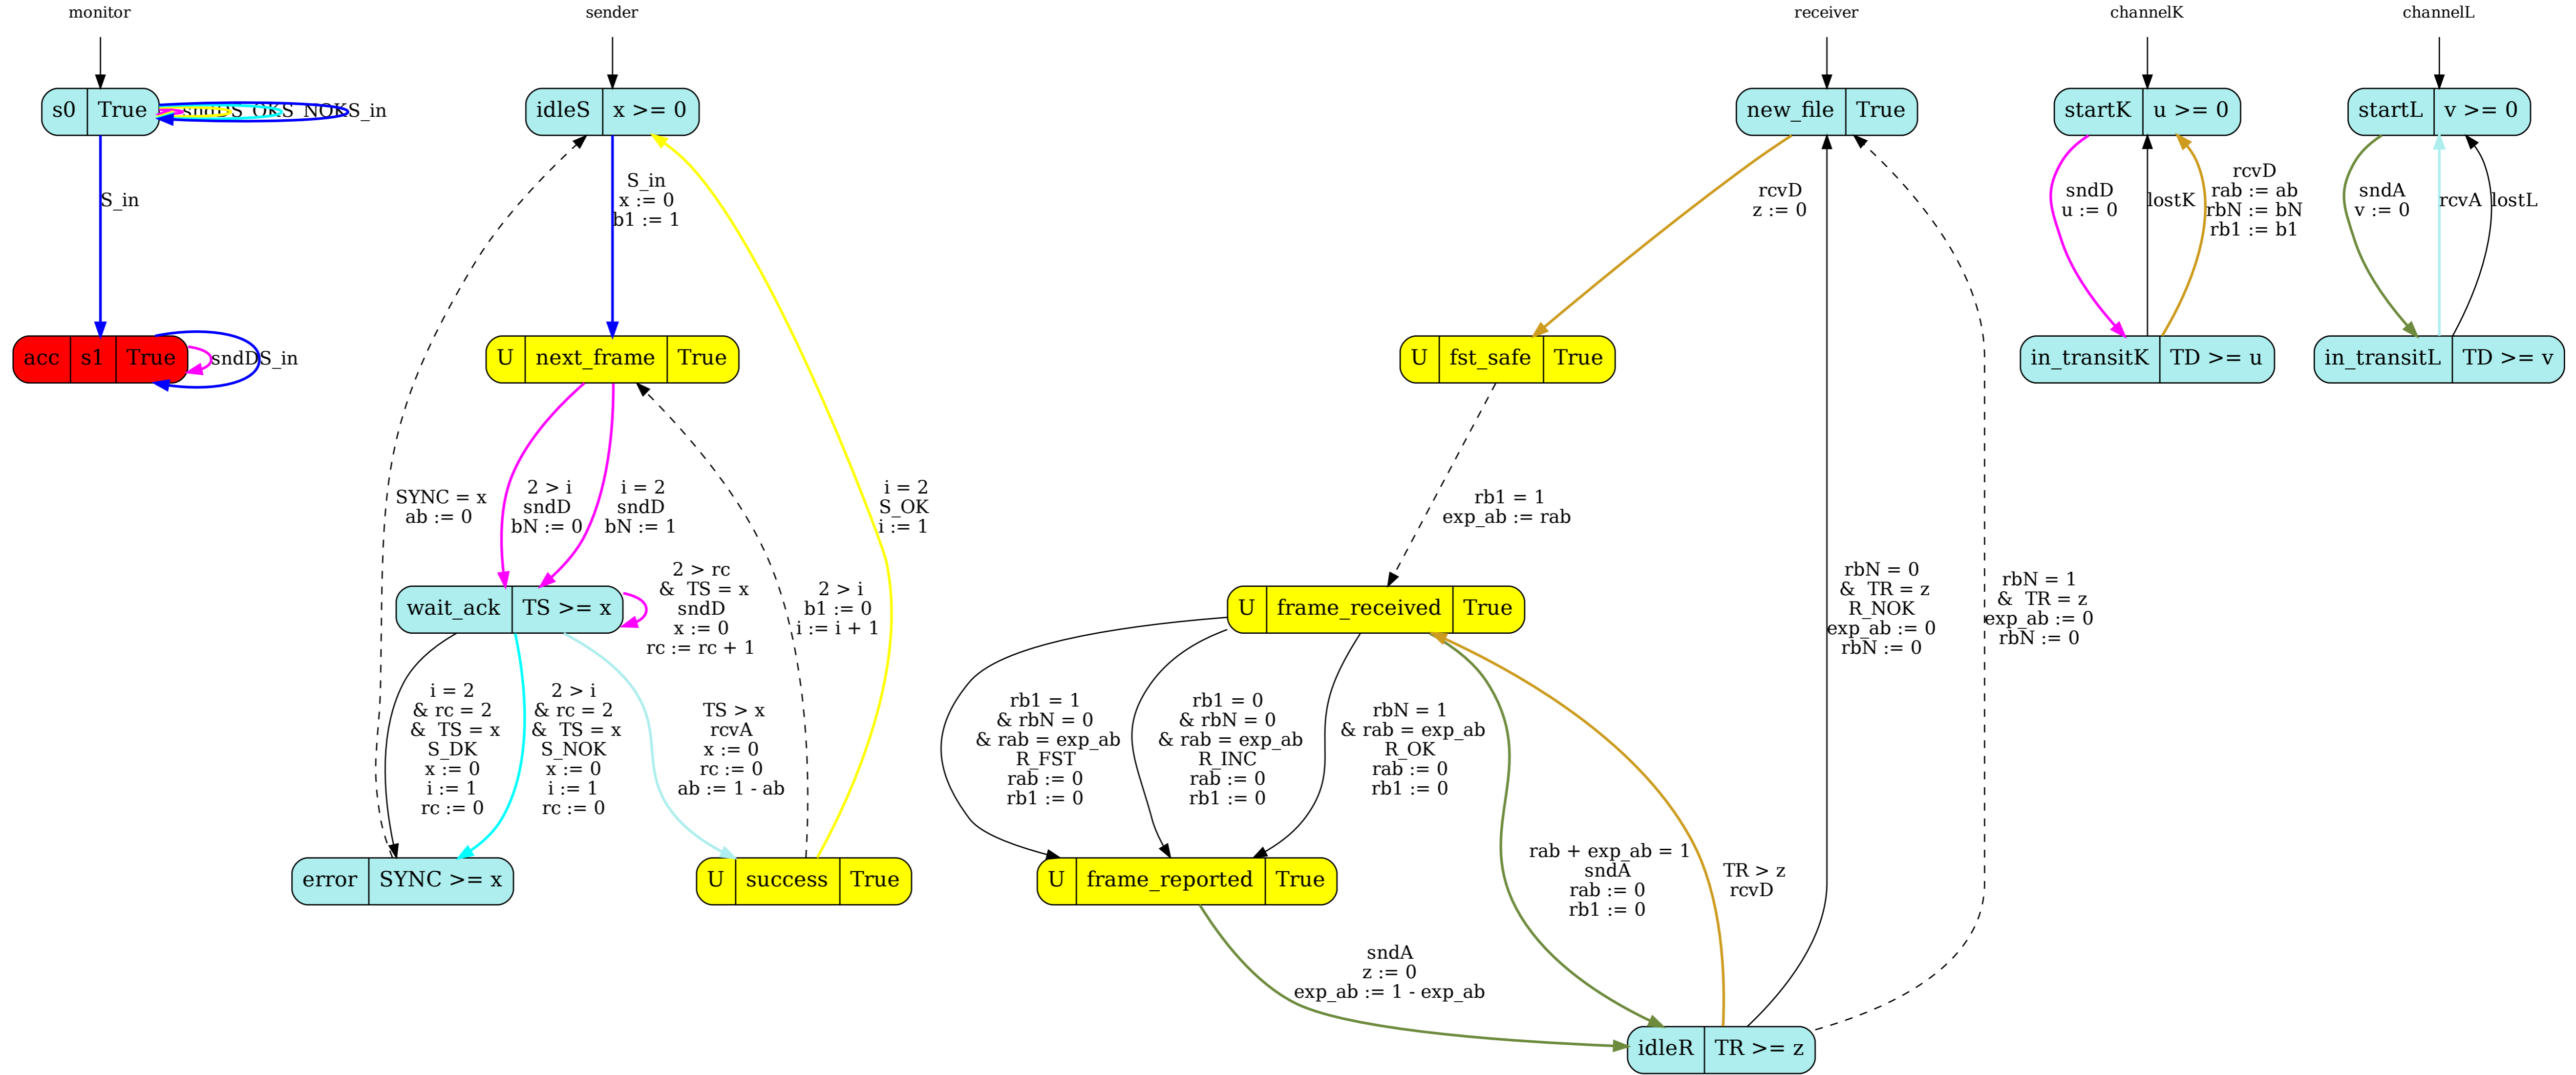 monitor
sender
receiver
channelK
channelL
s0 True
sndDS_OKS_NOKS_in
idleS x >= 0
new_file True
startK u >= 0
startL v >= 0
S_in
S_in
x := 0
b1 := 1
rcvD
z := 0
sndD
u := 0
lostK
rcvD
rab := ab
rbN := bN
rb1 := b1
sndA
v := 0
rcvA
lostL
acc s1 True
sndDS_in
U next_frame True
U fst_safe True
in_transitK TD >= u
in_transitL TD >= v
SYNC = x
ab := 0
2 > i
sndD
bN := 0
i = 2
sndD
bN := 1
i = 2
S_OK
i := 1
rb1 = 1
exp_ab := rab
2 > rc
& TS = x
sndD
x := 0
rc := rc + 1
2 > i
b1 := 0
i := i + 1
rbN = 0
& TR = z
R_NOK
exp_ab := 0
rbN := 0
rbN = 1
& TR = z
exp_ab := 0
rbN := 0
wait_ack TS >= x
U frame_received True
i = 2
& rc = 2
& TS = x
S_DK
x := 0
i := 1
rc := 0
2 > i
& rc = 2
& TS = x
S_NOK
x := 0
i := 1
rc := 0
TS > x
rcvA
x := 0
rc := 0
ab := 1 - ab
rb1 = 1
& rbN = 0
& rab = exp_ab
R_FST
rab := 0
rb1 := 0
rb1 = 0
& rbN = 0
& rab = exp_ab
R_INC
rab := 0
rb1 := 0
rbN = 1
& rab = exp_ab
R_OK
rab := 0
rb1 := 0
rab + exp_ab = 1
sndA
rab := 0
rb1 := 0
TR > z
rcvD
error SYNC >= x
U success True
U frame_reported True
sndA
z := 0
exp_ab := 1 - exp_ab
idleR TR >= z